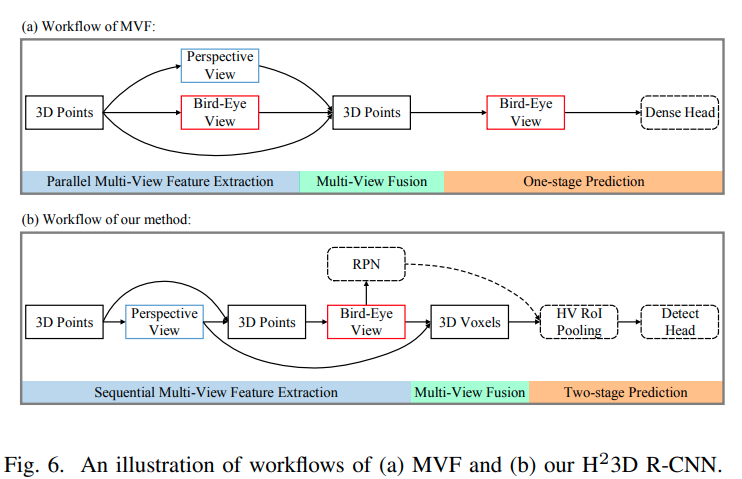 (a) Workflow of MVF:
Perspective
View
3D Points
Bird-Eye
View
3D Points
Bird-Eye
View
Dense Head
Parallel Multi-View Feature Extraction
Multi-View Fusion
One-stage Prediction
(b) Workflow of our method:
RPN
3D Points
Perspective
View
3D Points
Bird-Eye
View
3D Voxels
HV RoI
Pooling
Detect
Head
Sequential Multi-View Feature Extraction
Multi-View Fusion
Two-stage Prediction
Fig. 6. An illustration of workflows of (a) MVF and (b) our H²3D R-CNN.